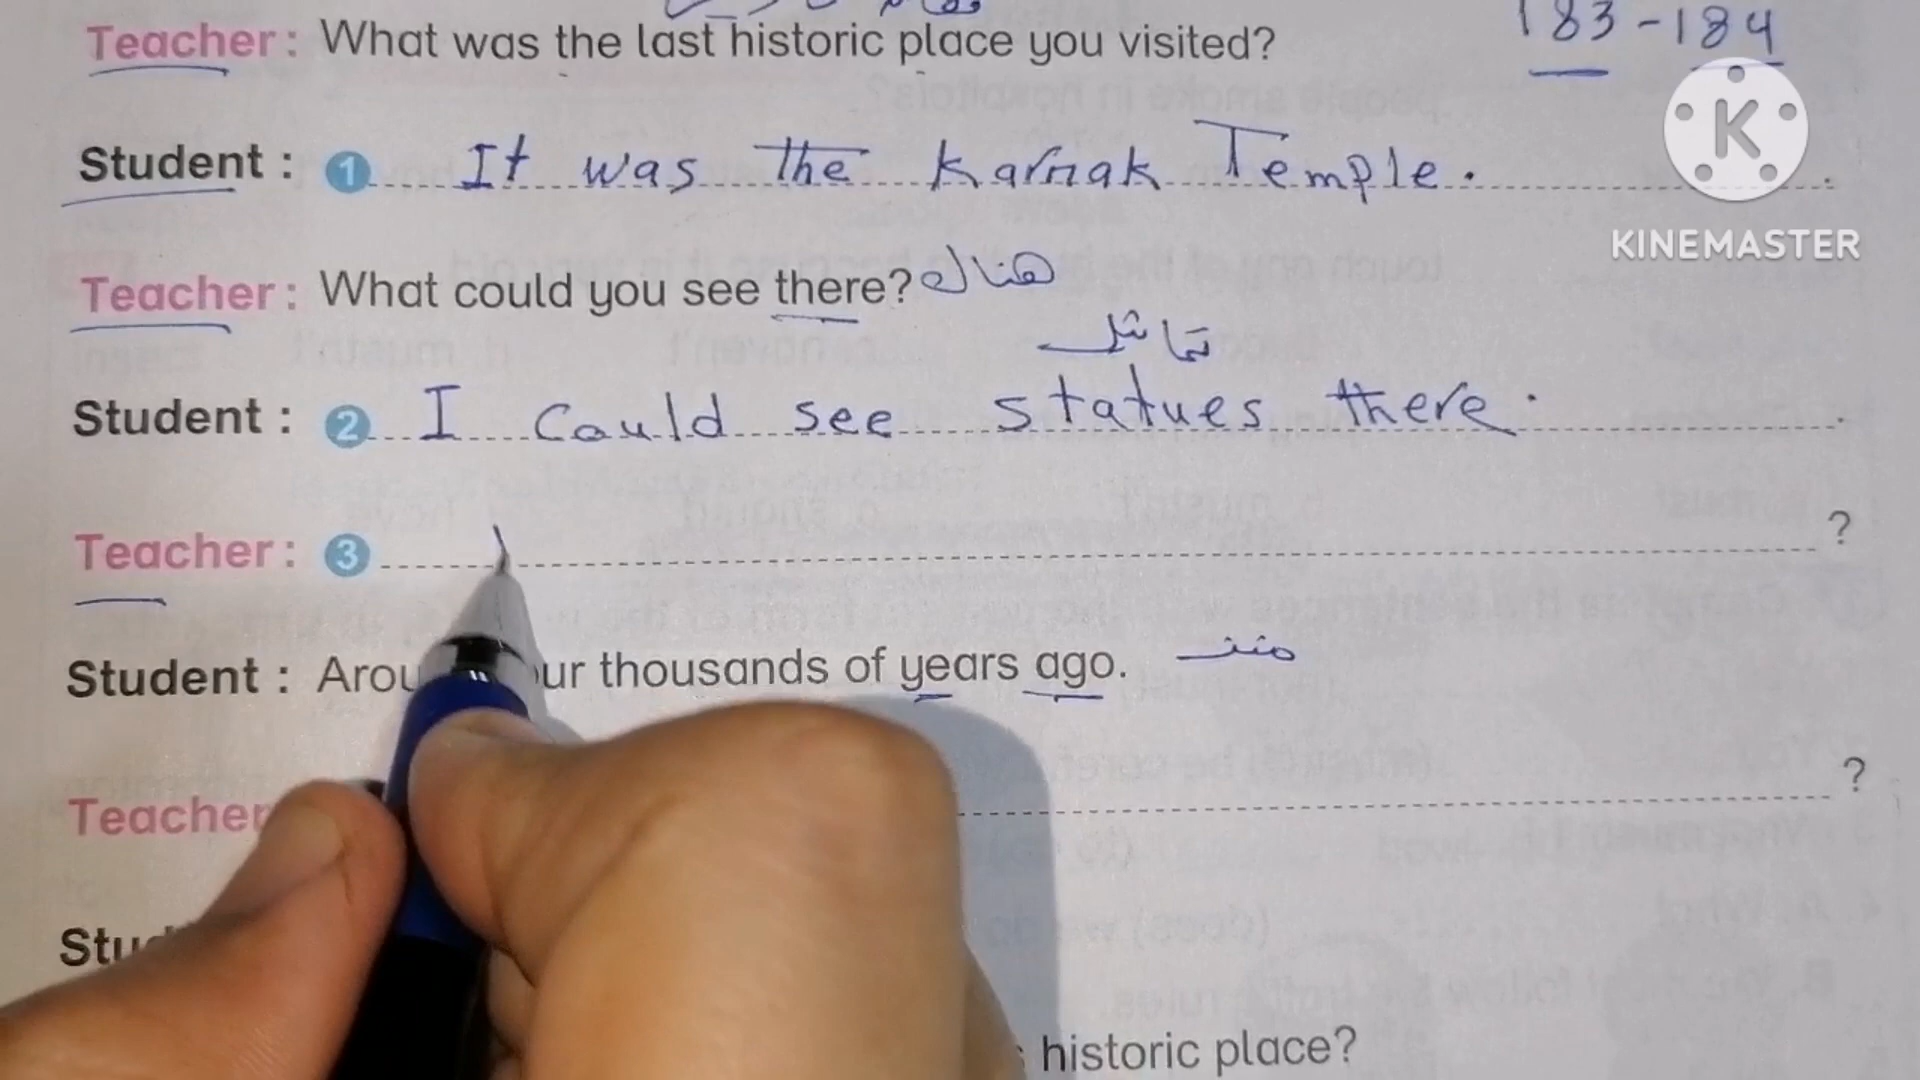 Teacher: What was the last historic place you visited?
183-184
Student: 1 It was the Karnak Temple.
KINEMASTER
Teacher: What could you see there? هناك
تماثيل
Student: 2 I Could see statues there.
Teacher: 3 ?
Student: ur thousands of years ago. منذ
Teacher ?
historic place?